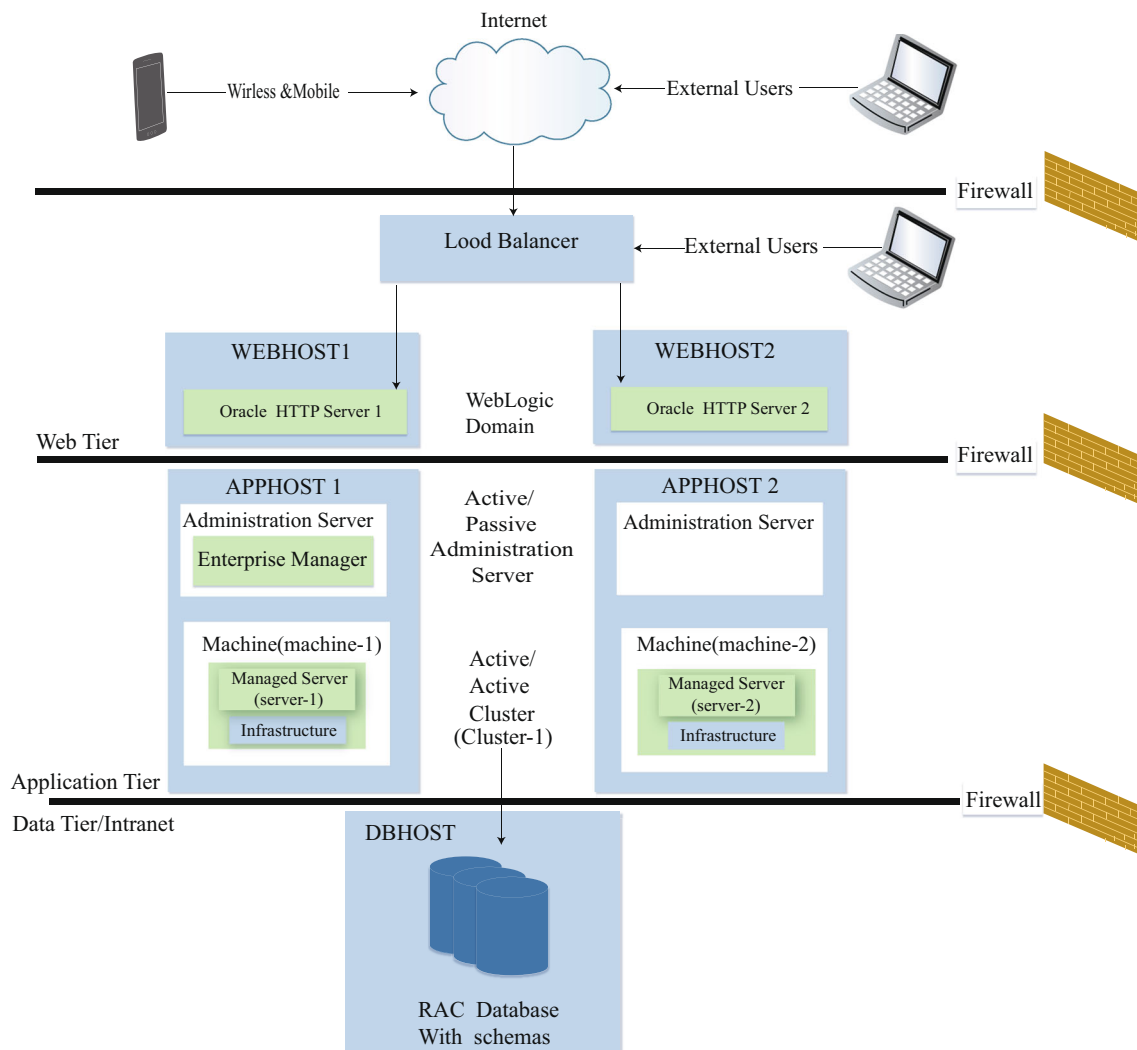 Internet
Wirless &Mobile
External Users
Firewall
Lood Balancer
External Users
WEBHOST1
Oracle HTTP Server 1
WebLogic
Domain
WEBHOST2
Oracle HTTP Server 2
Web Tier
Firewall
APPHOST 1
Administration Server
Enterprise Manager
Machine(machine-1)
Managed Server
(server-1)
Infrastructure
Active/
Passive
Administration
Server
Active/
Active
Cluster
(Cluster-1)
APPHOST 2
Administration Server
Machine(machine-2)
Managed Server
(server-2)
Infrastructure
Application Tier
Firewall
Data Tier/Intranet
DBHOST
RAC Database
With schemas